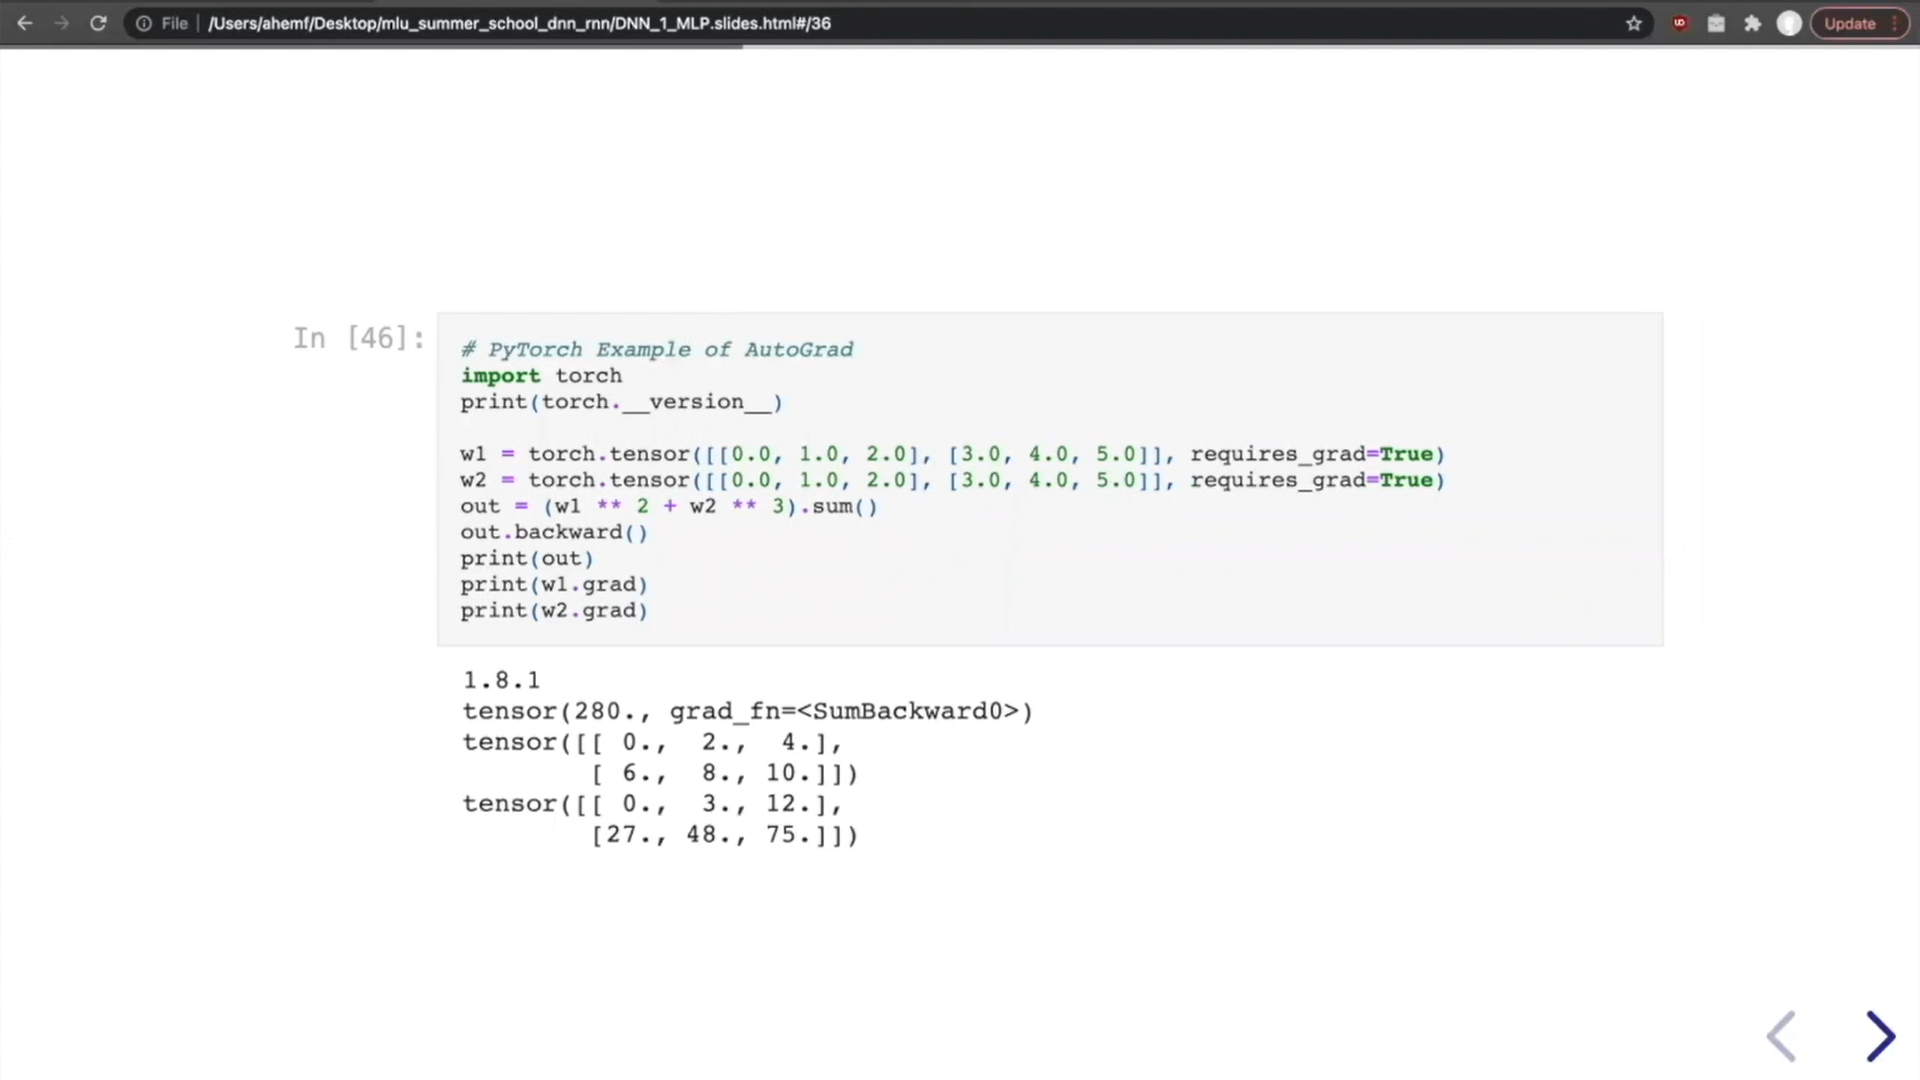 File /Users/ahemf/Desktop/mlu_summer_school_dnn_rnn/DNN_1_MLP.slides.html#/36 Update
In [46]:
# PyTorch Example of AutoGrad
import torch
print(torch.__version__)
w1 = torch.tensor([[0.0, 1.0, 2.0], [3.0, 4.0, 5.0]], requires_grad=True)
w2 = torch.tensor([[0.0, 1.0, 2.0], [3.0, 4.0, 5.0]], requires_grad=True)
out = (w1 ** 2 + w2 ** 3).sum()
out.backward()
print(out)
print(w1.grad)
print(w2.grad)
1.8.1
tensor(280., grad_fn=<SumBackward0>)
tensor([[ 0., 2., 4.],
[ 6., 8., 10.]])
tensor([[ 0., 3., 12.],
[27., 48., 75.]])